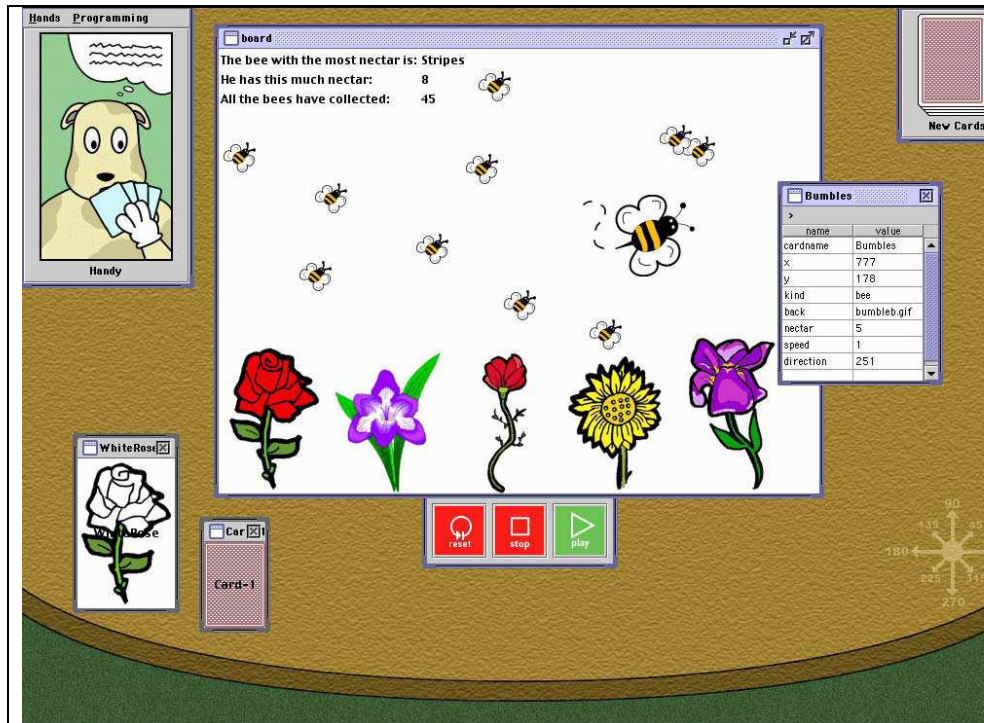 Hands Programming
Handy
board
The bee with the most nectar is: Stripes
He has this much nectar: 8
All the bees have collected: 45
New Cards
Bumbles
>
name value
cardname Bumbles
x 777
y 178
kind bee
back bumbleb.gif
nectar 5
speed 1
direction 251
WhiteRose
WhiteRose
Car 1
Card-1
reset stop play
90
135 45
180
225 315
270